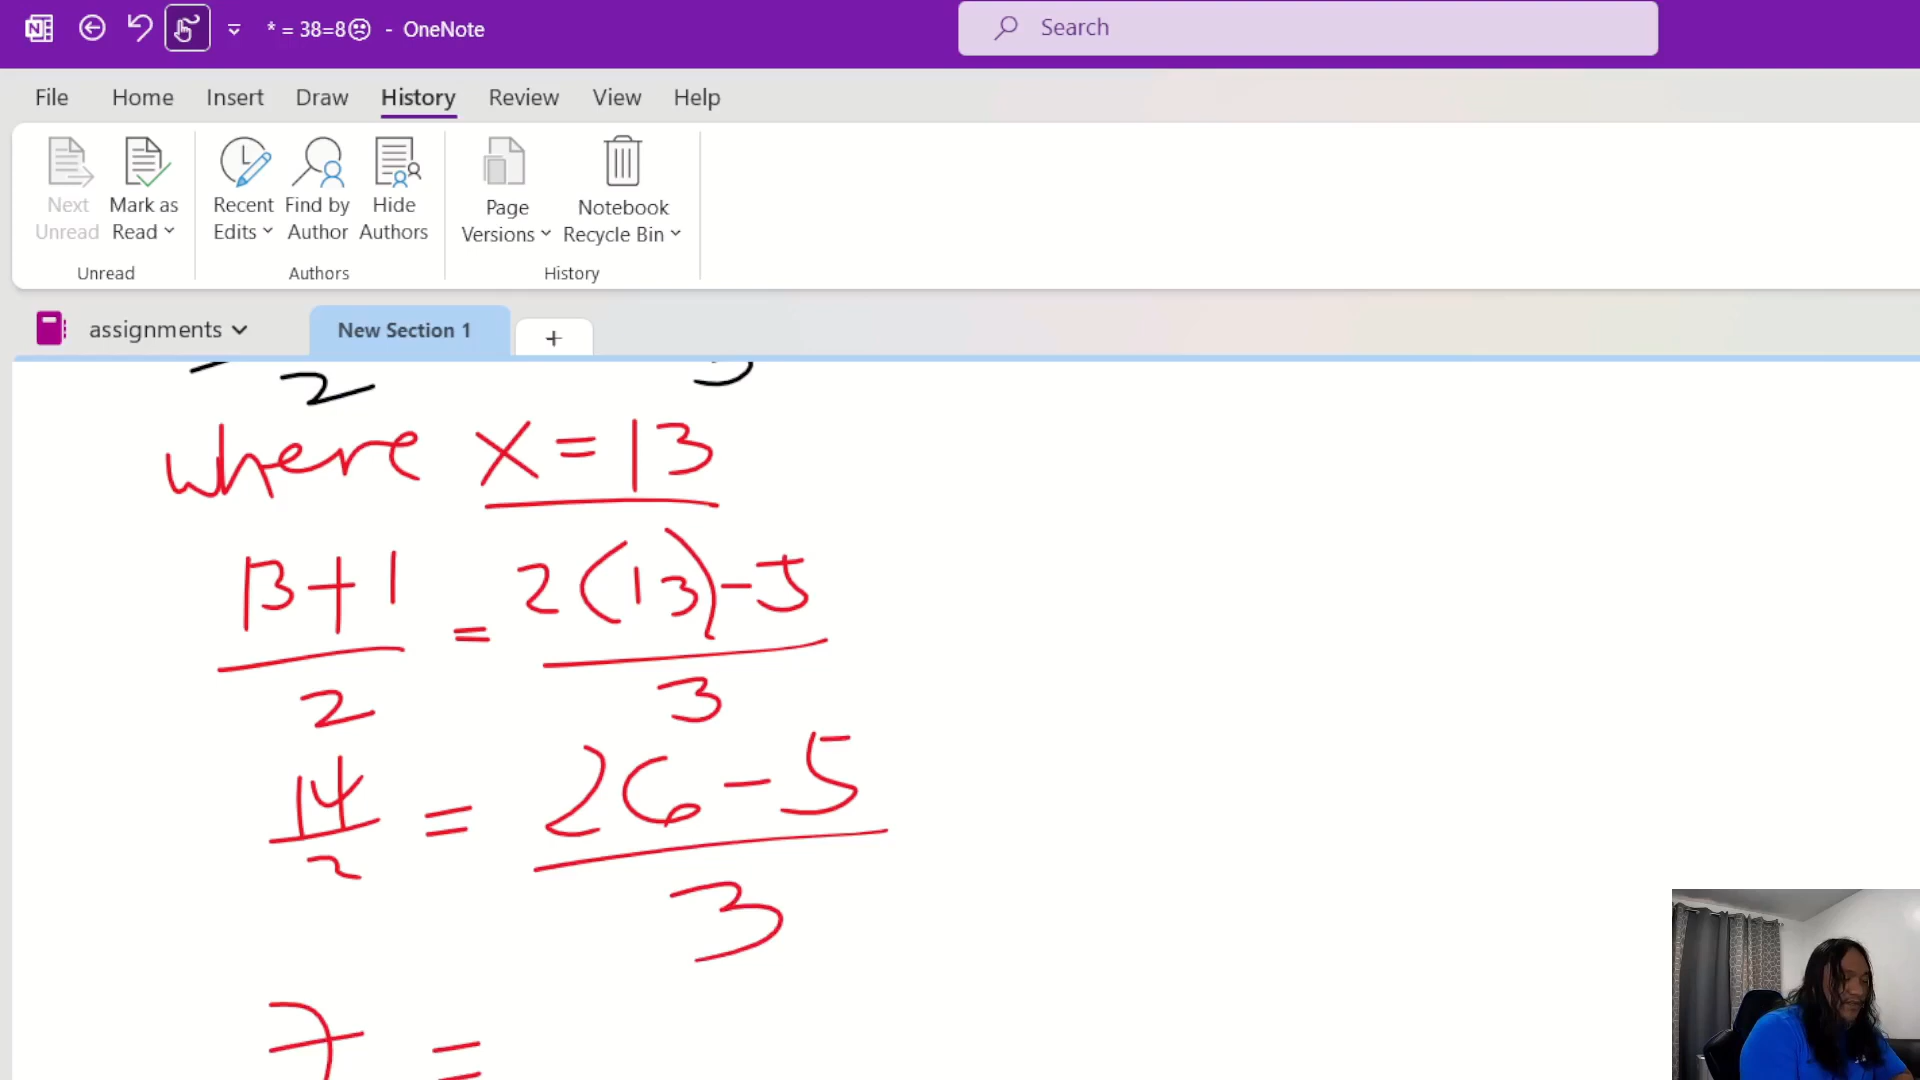 * = 38=8☹ - OneNote
Search
File Home Insert Draw History Review View Help
Next Unread
Mark as Read
Recent Edits
Find by Author
Hide Authors
Page Versions
Notebook Recycle Bin
Unread Authors History
assignments New Section 1 +
2
where x = 13
13 + 1 / 2 = 2(13) - 5 / 3
14 / 2 = 26 - 5 / 3
7 =